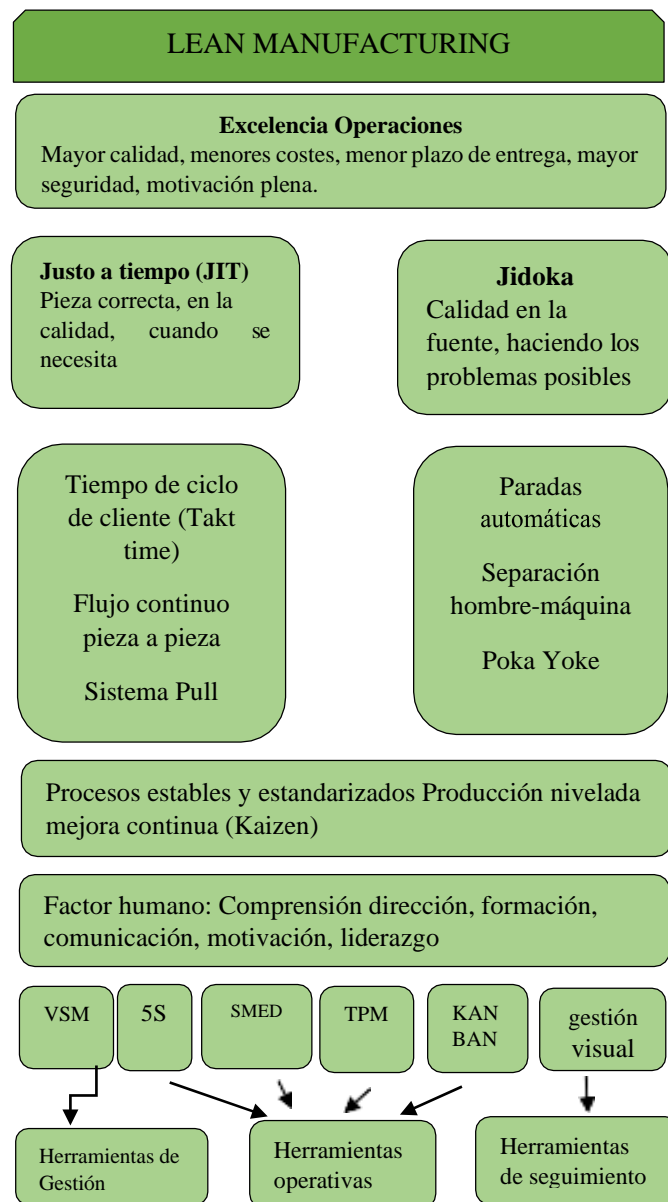 LEAN MANUFACTURING
Excelencia Operaciones
Mayor calidad, menores costes, menor plazo de entrega, mayor
seguridad, motivación plena.
Justo a tiempo (JIT)
Pieza correcta, en la
calidad, cuando se
necesita
Jidoka
Calidad en la
fuente, haciendo los
problemas posibles
Tiempo de ciclo
de cliente (Takt
time)
Flujo continuo
pieza a pieza
Sistema Pull
Paradas
automáticas
Separación
hombre-máquina
Poka Yoke
Procesos estables y estandarizados Producción nivelada
mejora continua (Kaizen)
Factor humano: Comprensión dirección, formación,
comunicación, motivación, liderazgo
VSM
5S
SMED
TPM
KAN
BAN
gestión
visual
Herramientas de
Gestión
Herramientas
operativas
Herramientas
de seguimiento